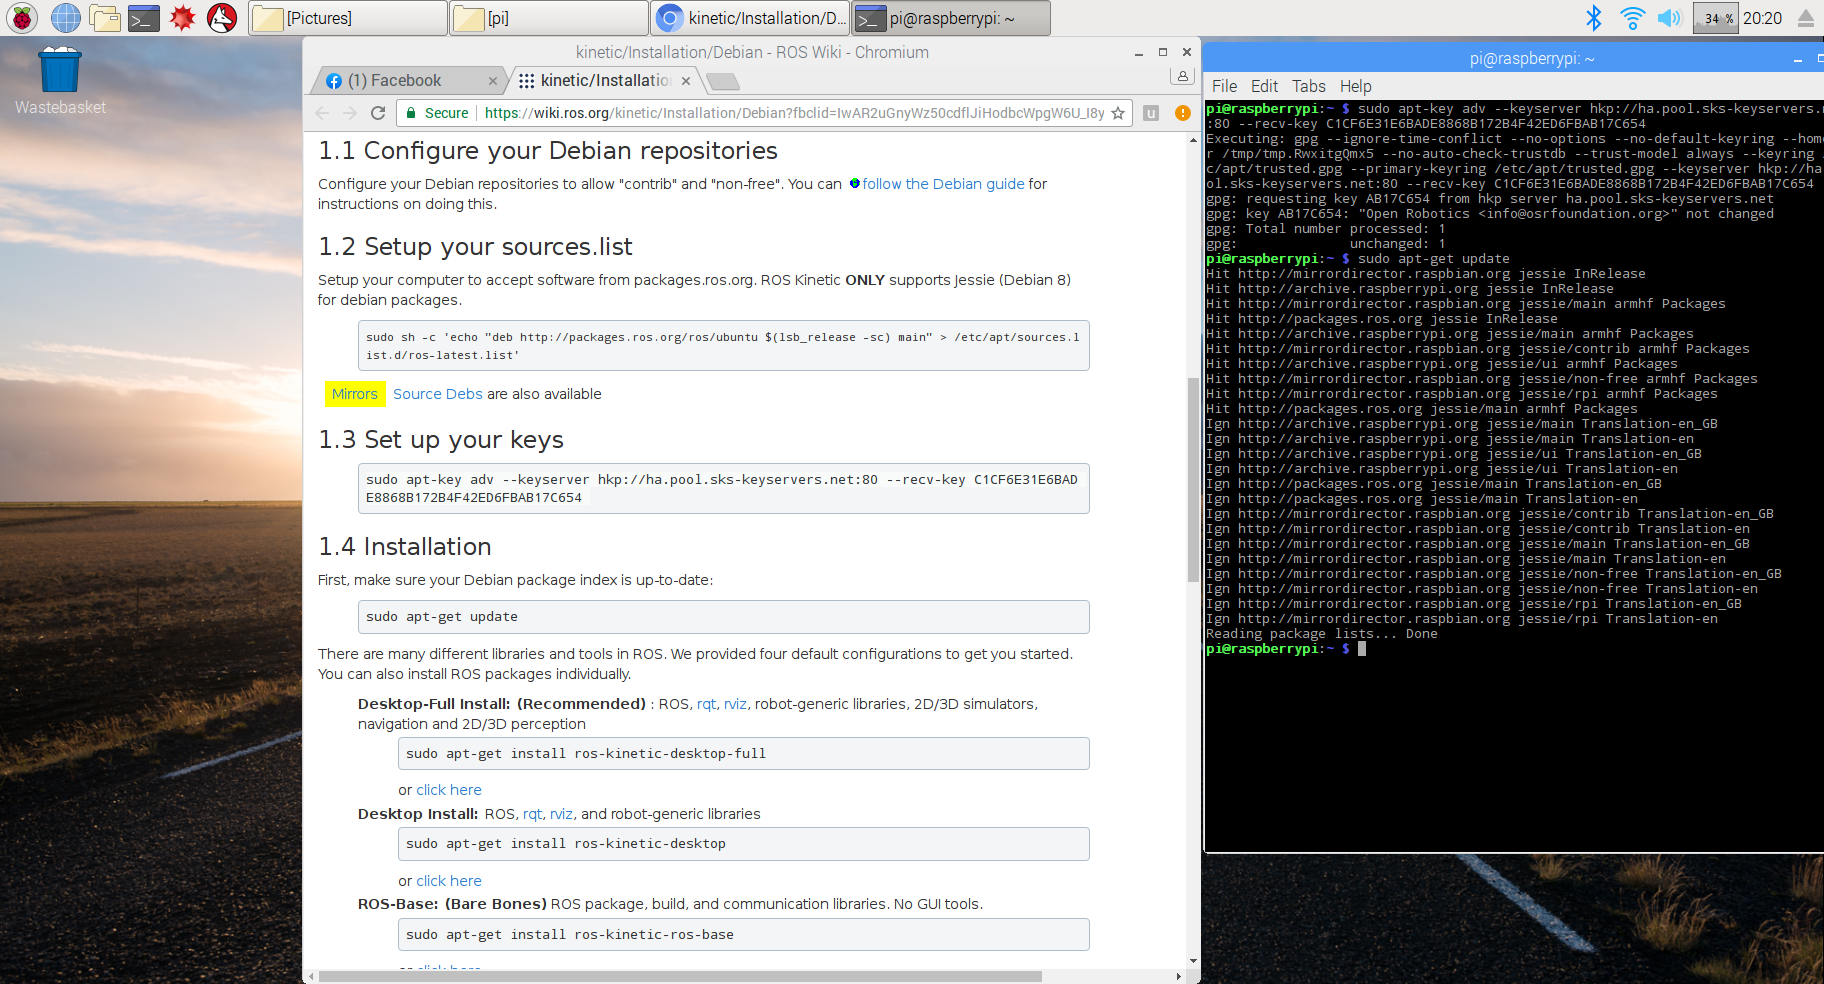 [Pictures]
[pi]
kinetic/Installation/D...
pi@raspberrypi: ~
34 %
20:20
Wastebasket
kinetic/Installation/Debian - ROS Wiki - Chromium
(1) Facebook
kinetic/Installatio
Secure
https://wiki.ros.org/kinetic/Installation/Debian?fbclid=IwAR2uGnyWz50cdflJiHodbcWpgW6U_I8y
1.1 Configure your Debian repositories
Configure your Debian repositories to allow "contrib" and "non-free". You can follow the Debian guide for
instructions on doing this.
1.2 Setup your sources.list
Setup your computer to accept software from packages.ros.org. ROS Kinetic ONLY supports Jessie (Debian 8)
for debian packages.
sudo sh -c 'echo "deb http://packages.ros.org/ros/ubuntu $(lsb_release -sc) main" > /etc/apt/sources.l
ist.d/ros-latest.list'
Mirrors Source Debs are also available
1.3 Set up your keys
sudo apt-key adv --keyserver hkp://ha.pool.sks-keyservers.net:80 --recv-key C1CF6E31E6BAD
E8868B172B4F42ED6FBAB17C654
1.4 Installation
First, make sure your Debian package index is up-to-date:
sudo apt-get update
There are many different libraries and tools in ROS. We provided four default configurations to get you started.
You can also install ROS packages individually.
Desktop-Full Install: (Recommended) : ROS, rqt, rviz, robot-generic libraries, 2D/3D simulators,
navigation and 2D/3D perception
sudo apt-get install ros-kinetic-desktop-full
or click here
Desktop Install: ROS, rqt, rviz, and robot-generic libraries
sudo apt-get install ros-kinetic-desktop
or click here
ROS-Base: (Bare Bones) ROS package, build, and communication libraries. No GUI tools.
sudo apt-get install ros-kinetic-ros-base
or click here
pi@raspberrypi: ~
File Edit Tabs Help
pi@raspberrypi:~ $ sudo apt-key adv --keyserver hkp://ha.pool.sks-keyservers.
:80 --recv-key C1CF6E31E6BADE8868B172B4F42ED6FBAB17C654
Executing: gpg --ignore-time-conflict --no-options --no-default-keyring --hom
r /tmp/tmp.RwxitgQmx5 --no-auto-check-trustdb --trust-model always --keyring
c/apt/trusted.gpg --primary-keyring /etc/apt/trusted.gpg --keyserver hkp://ha
ol.sks-keyservers.net:80 --recv-key C1CF6E31E6BADE8868B172B4F42ED6FBAB17C654
gpg: requesting key AB17C654 from hkp server ha.pool.sks-keyservers.net
gpg: key AB17C654: "Open Robotics <info@osrfoundation.org>" not changed
gpg: Total number processed: 1
gpg: unchanged: 1
pi@raspberrypi:~ $ sudo apt-get update
Hit http://mirrordirector.raspbian.org jessie InRelease
Hit http://archive.raspberrypi.org jessie InRelease
Hit http://mirrordirector.raspbian.org jessie/main armhf Packages
Hit http://packages.ros.org jessie InRelease
Hit http://archive.raspberrypi.org jessie/main armhf Packages
Hit http://mirrordirector.raspbian.org jessie/contrib armhf Packages
Hit http://archive.raspberrypi.org jessie/ui armhf Packages
Hit http://mirrordirector.raspbian.org jessie/non-free armhf Packages
Hit http://mirrordirector.raspbian.org jessie/rpi armhf Packages
Hit http://packages.ros.org jessie/main armhf Packages
Ign http://archive.raspberrypi.org jessie/main Translation-en_GB
Ign http://archive.raspberrypi.org jessie/main Translation-en
Ign http://archive.raspberrypi.org jessie/ui Translation-en_GB
Ign http://archive.raspberrypi.org jessie/ui Translation-en
Ign http://packages.ros.org jessie/main Translation-en_GB
Ign http://packages.ros.org jessie/main Translation-en
Ign http://mirrordirector.raspbian.org jessie/contrib Translation-en_GB
Ign http://mirrordirector.raspbian.org jessie/contrib Translation-en
Ign http://mirrordirector.raspbian.org jessie/main Translation-en_GB
Ign http://mirrordirector.raspbian.org jessie/main Translation-en
Ign http://mirrordirector.raspbian.org jessie/non-free Translation-en_GB
Ign http://mirrordirector.raspbian.org jessie/non-free Translation-en
Ign http://mirrordirector.raspbian.org jessie/rpi Translation-en_GB
Ign http://mirrordirector.raspbian.org jessie/rpi Translation-en
Reading package lists... Done
pi@raspberrypi:~ $